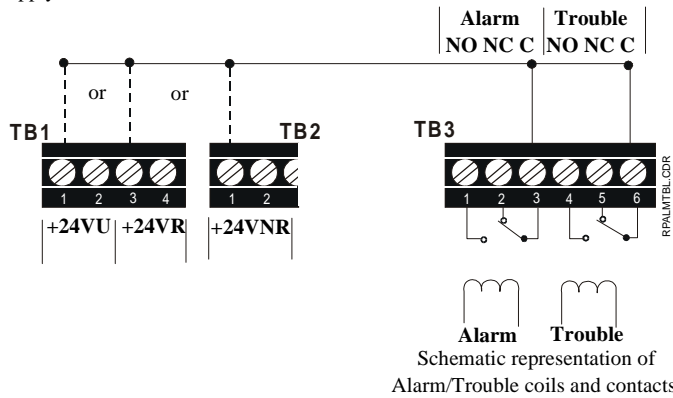 Alarm Trouble
NO NC C NO NC C
or or
TB1 TB2 TB3
1 2 3 4 1 2 1 2 3 4 5 6
+24VU +24VR +24VNR
RPALMTBL.CDR
Alarm Trouble
Schematic representation of
Alarm/Trouble coils and contacts